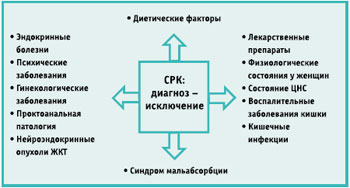 • Диетические факторы
• Эндокринные
болезни
• Психические
заболевания
• Гинекологические
заболевания
• Проктоанальная
патология
• Нейроэндокринные
опухоли ЖКТ
СРК:
диагноз –
исключение
• Лекарственные
препараты
• Физиологические
состояния у женщин
• Состояние ЦНС
• Воспалительные
заболевания кишки
• Кишечные
инфекции
• Синдром мальабсорбции